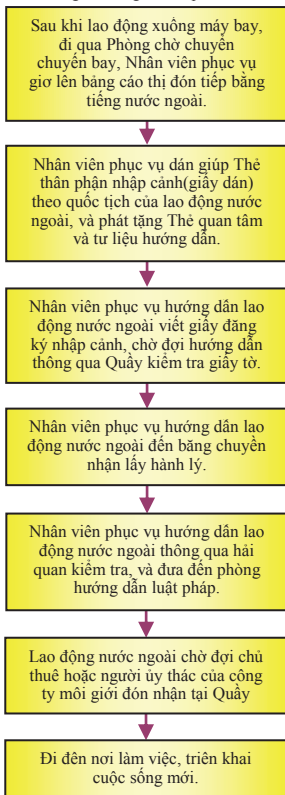 Sau khi lao động xuống máy bay,
đi qua Phòng chờ chuyển
chuyến bay, Nhân viên phục vụ
giơ lên bảng cáo thị đón tiếp bằng
tiếng nước ngoài.
Nhân viên phục vụ dán giúp Thẻ
thân phận nhập cảnh(giấy dán)
theo quốc tịch của lao động nước
ngoài, và phát tặng Thẻ quan tâm
và tư liệu hướng dẫn.
Nhân viên phục vụ hướng dẫn lao
động nước ngoài viết giấy đăng
ký nhập cảnh, chờ đợi hướng dẫn
thông qua Quầy kiểm tra giấy tờ.
Nhân viên phục vụ hướng dẫn lao
động nước ngoài đến băng chuyền
nhận lấy hành lý.
Nhân viên phục vụ hướng dẫn lao
động nước ngoài thông qua hải
quan kiểm tra, và đưa đến phòng
hướng dẫn luật pháp.
Lao động nước ngoài chờ đợi chủ
thuê hoặc người ủy thác của công
ty môi giới đón nhận tại Quầy
Đi đến nơi làm việc, triên khai
cuộc sống mới.